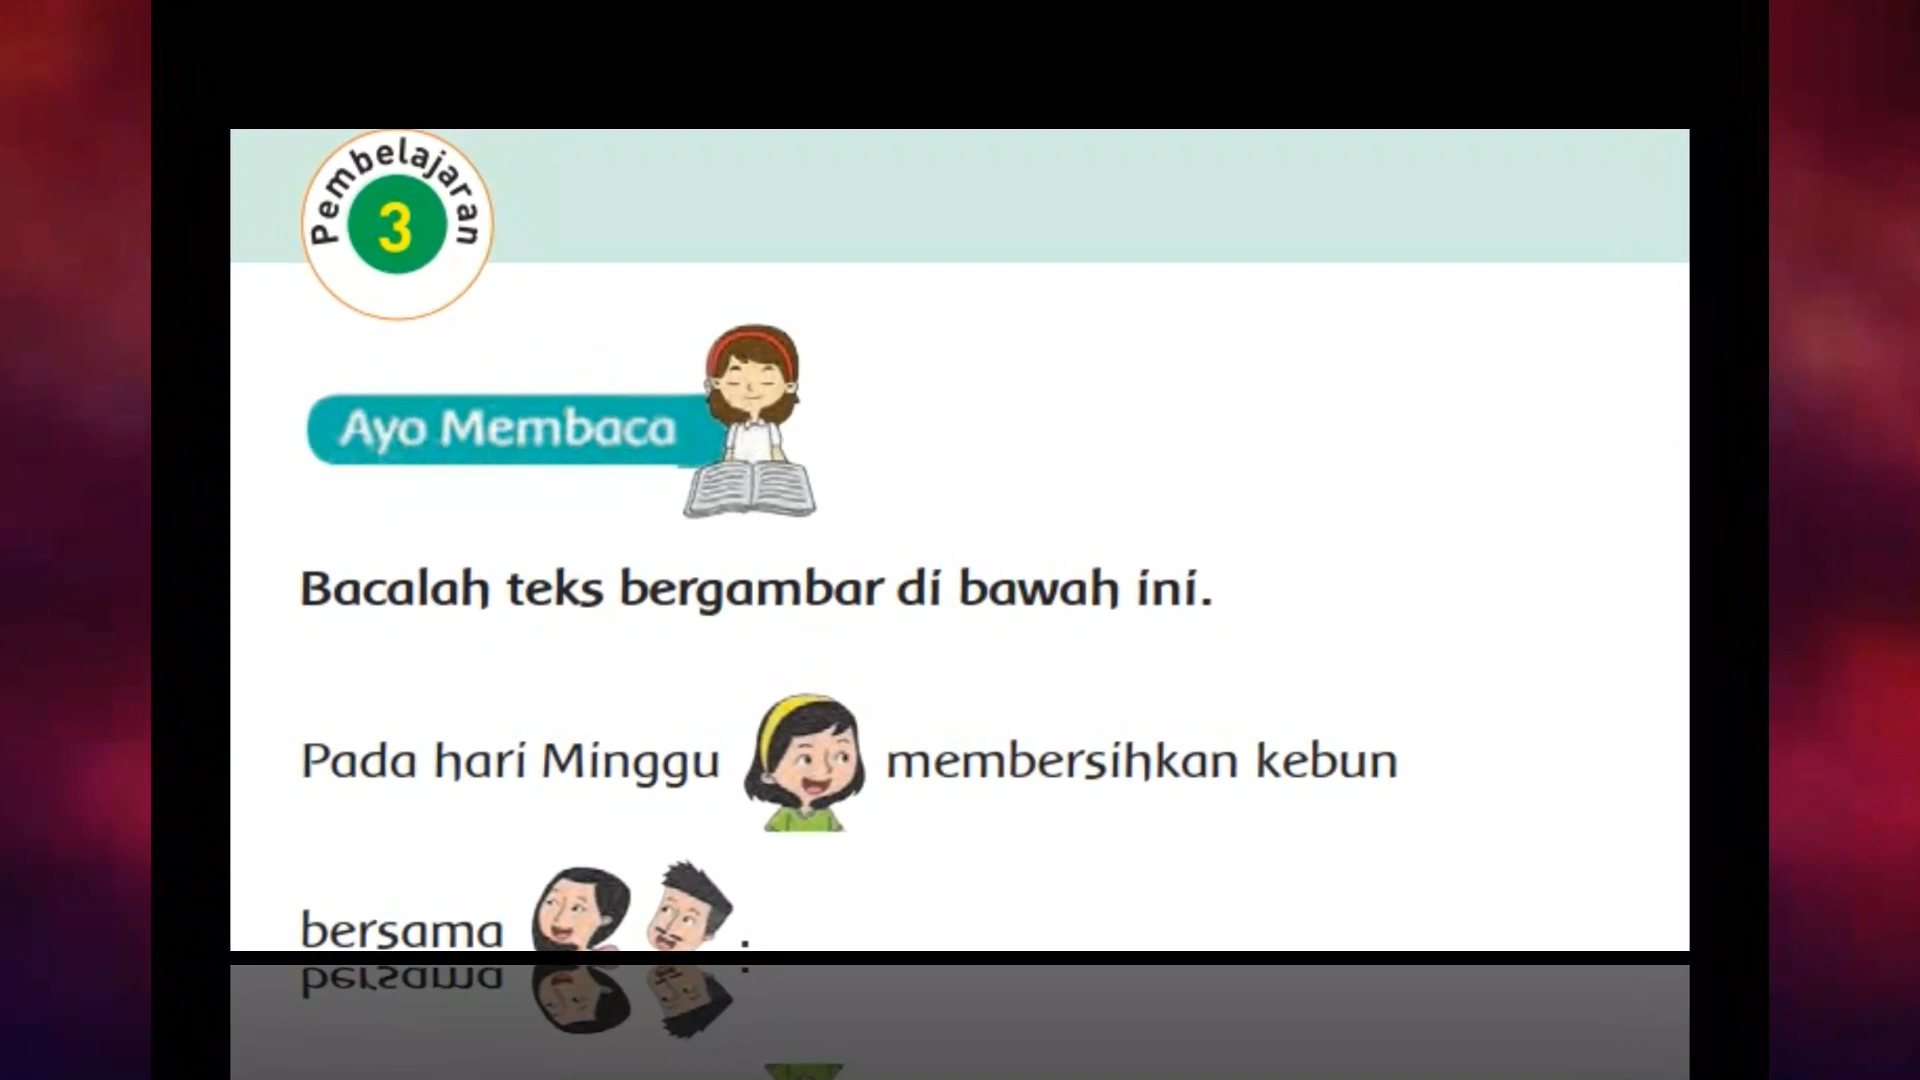 Pembelajaran
3
Ayo Membaca
Bacalah teks bergambar di bawah ini.
Pada hari Minggu membersihkan kebun
bersama .